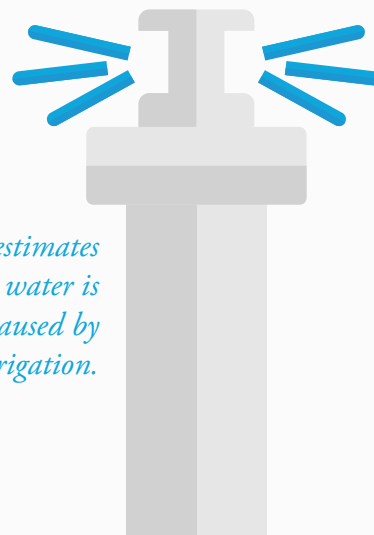 estimates
water is
aused by
rigation.